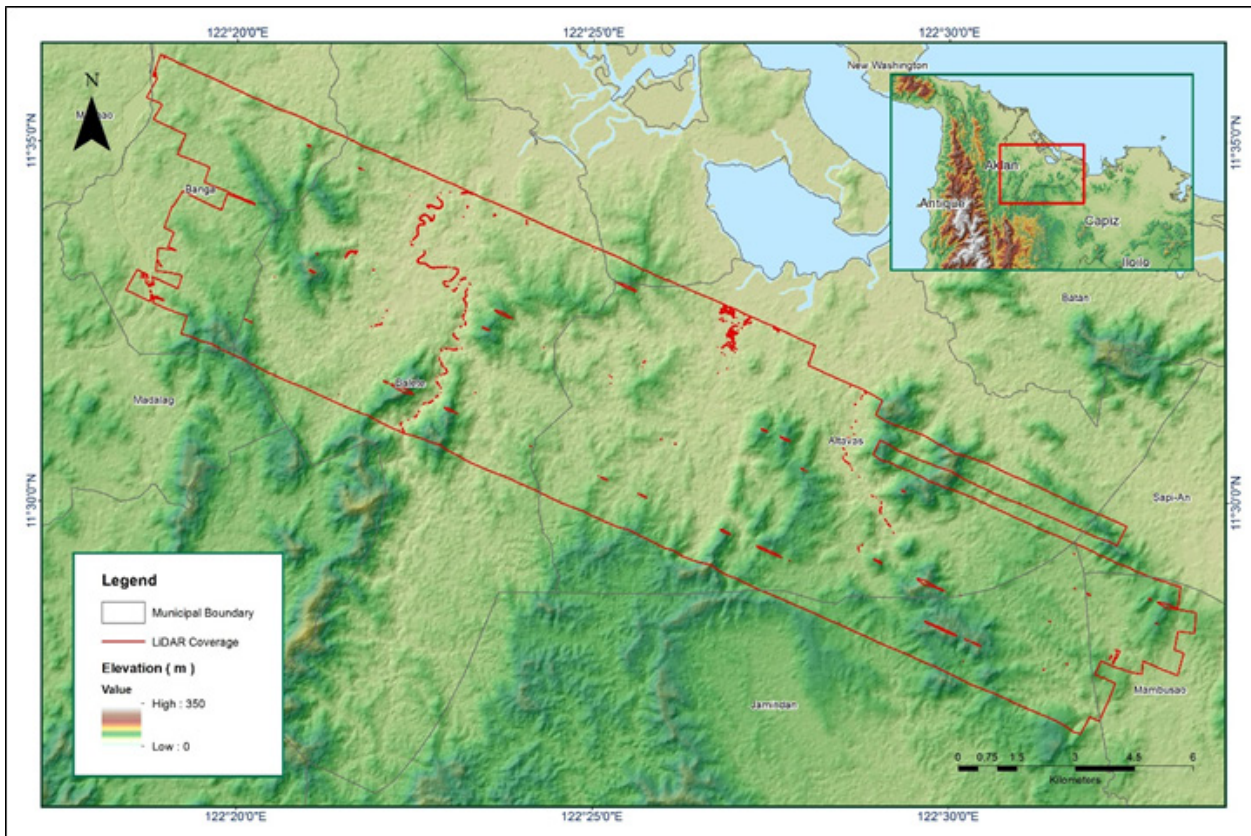 122°20'0"E
122°25'0"E
122°30'0"E
New Washington
N
11°35'0"N
11°35'0"N
Aklan
Antique
Capiz
Iloilo
Banga
Batan
Balete
Madalag
Altavas
11°30'0"N
11°30'0"N
Sapi-An
Legend
Municipal Boundary
LiDAR Coverage
Elevation ( m )
Value
High : 350
Low : 0
Jamindan
Mambusao
0 0.75 1.5 3 4.5 6
Kilometers
122°20'0"E
122°25'0"E
122°30'0"E